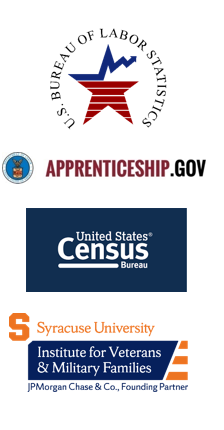 U.S. BUREAU OF LABOR STATISTICS
APPRENTICESHIP.GOV
United States®
Census
Bureau
S Syracuse University
Institute for Veterans
& Military Families
JPMorgan Chase & Co., Founding Partner